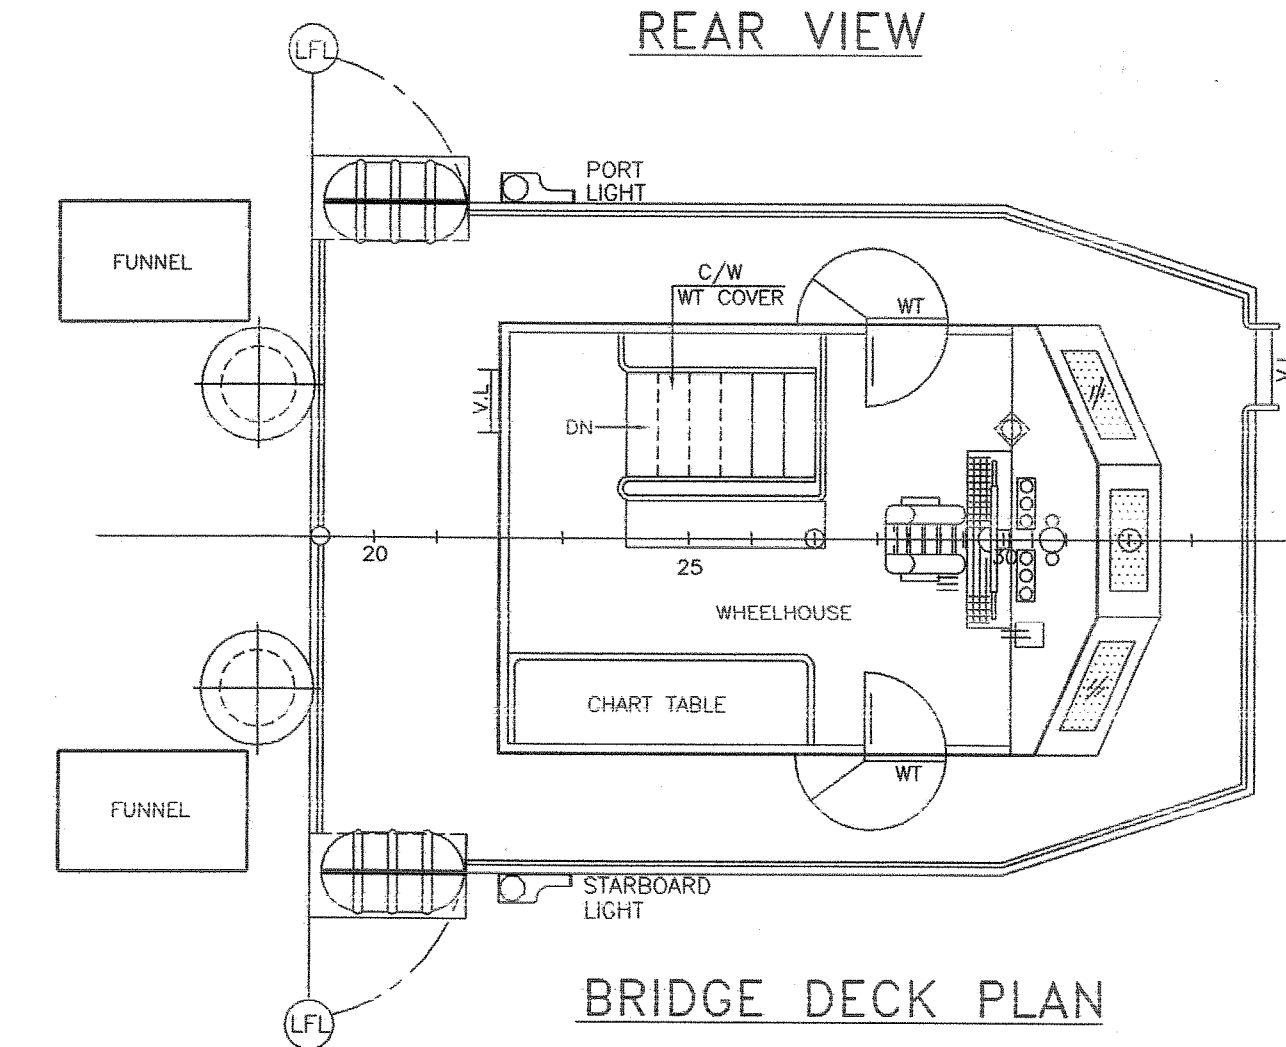 REAR VIEW
LFL
PORT
LIGHT
FUNNEL
C/W
WT COVER
WT
V.L
V.L
DN
20
25
30
WHEELHOUSE
CHART TABLE
WT
FUNNEL
STARBOARD
LIGHT
LFL
BRIDGE DECK PLAN